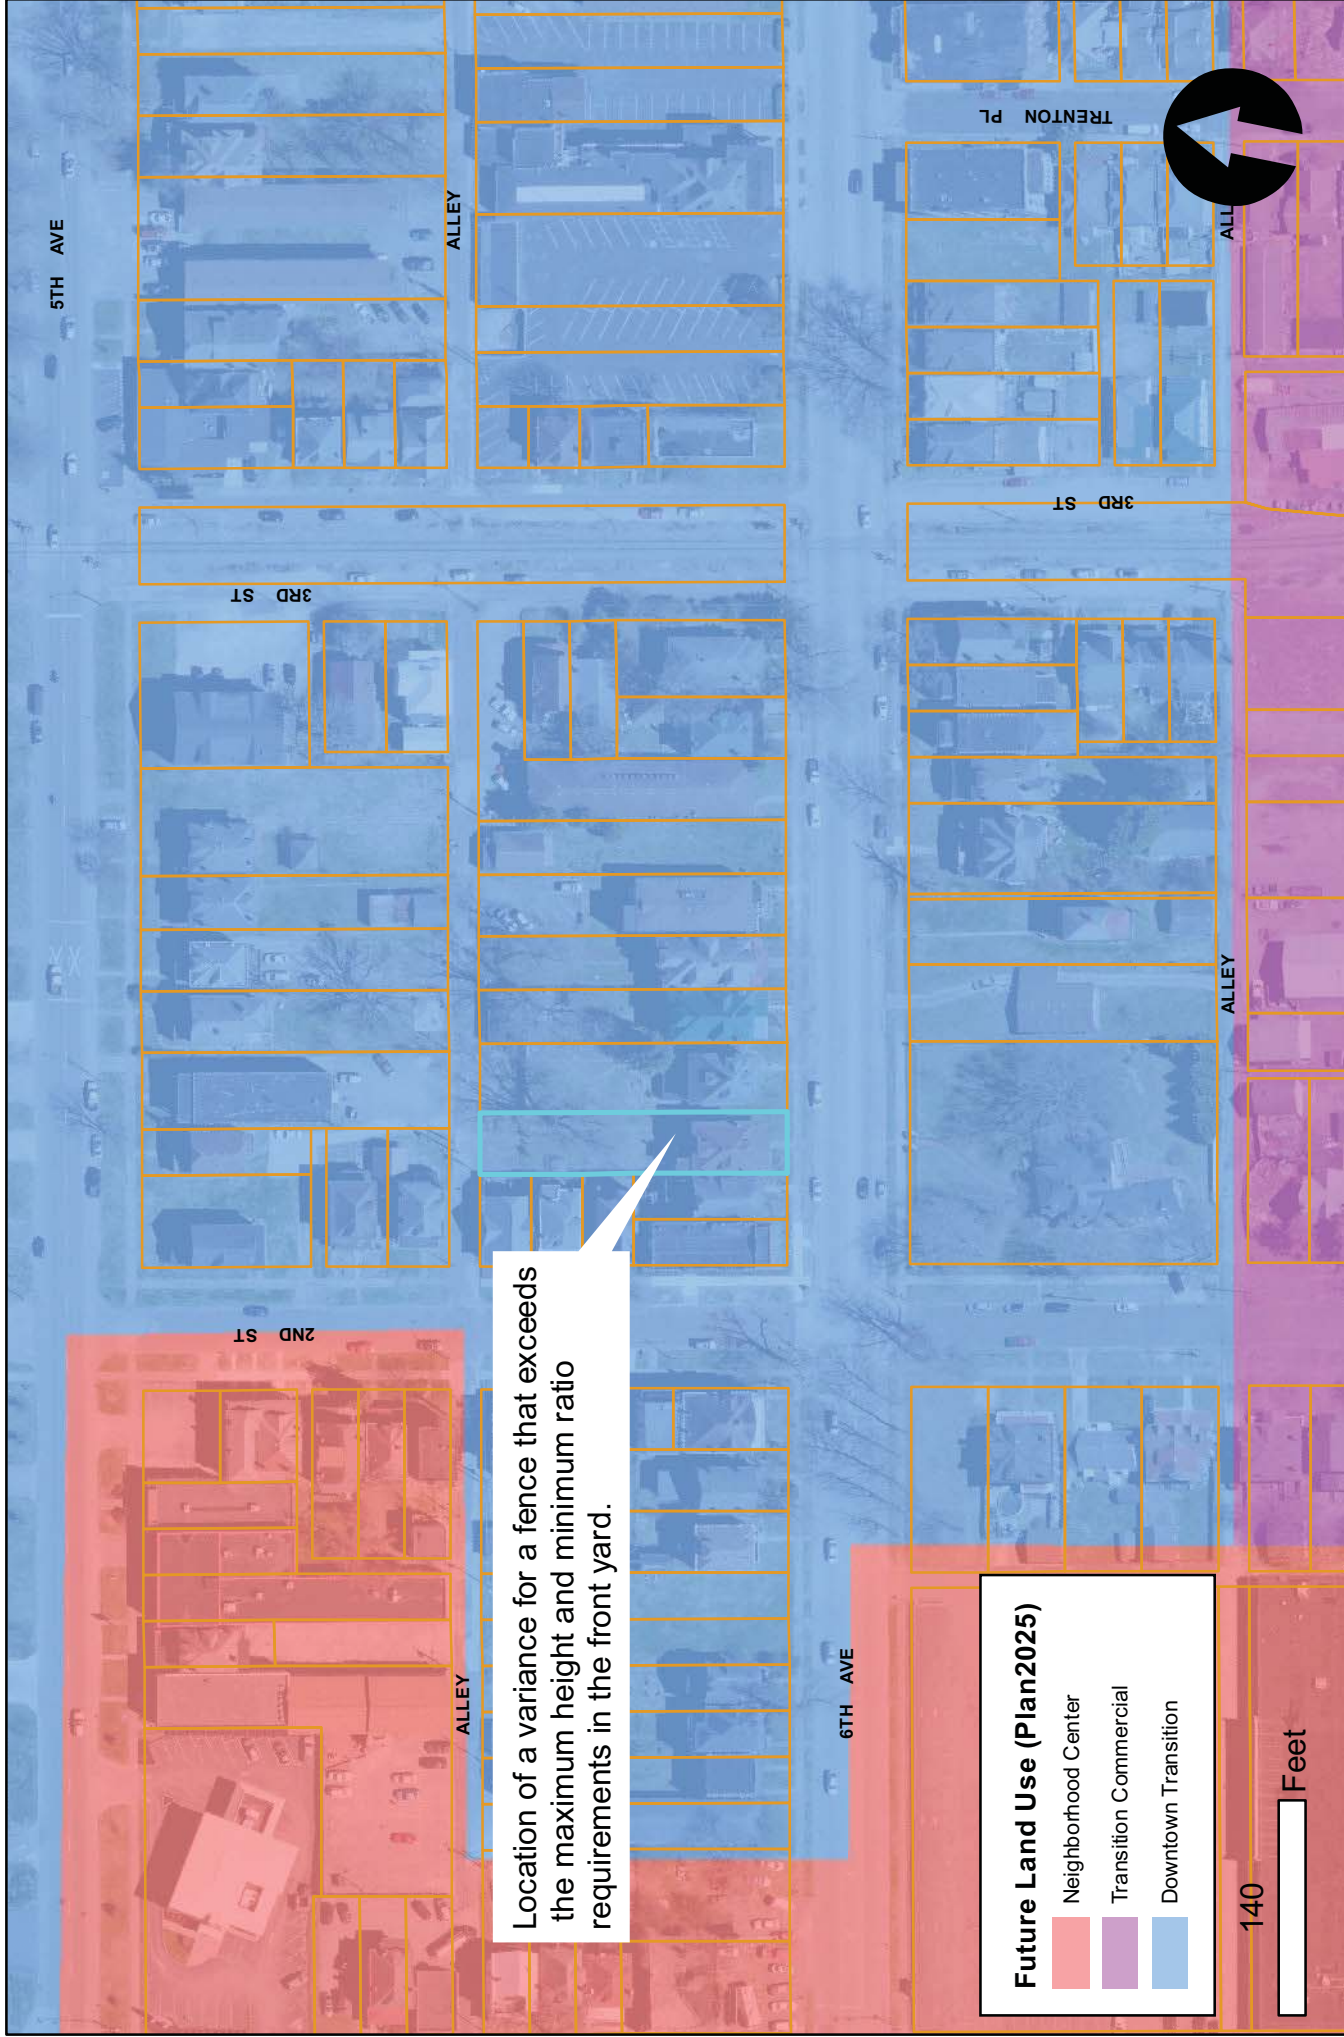 5TH AVE
2ND ST
3RD ST
ALLEY
ALLEY
Location of a variance for a fence that exceeds
the maximum height and minimum ratio
requirements in the front yard.
6TH AVE
3RD ST
TRENTON PL
ALLEY
ALL
Future Land Use (Plan2025)
Neighborhood Center
Transition Commercial
Downtown Transition
140
Feet